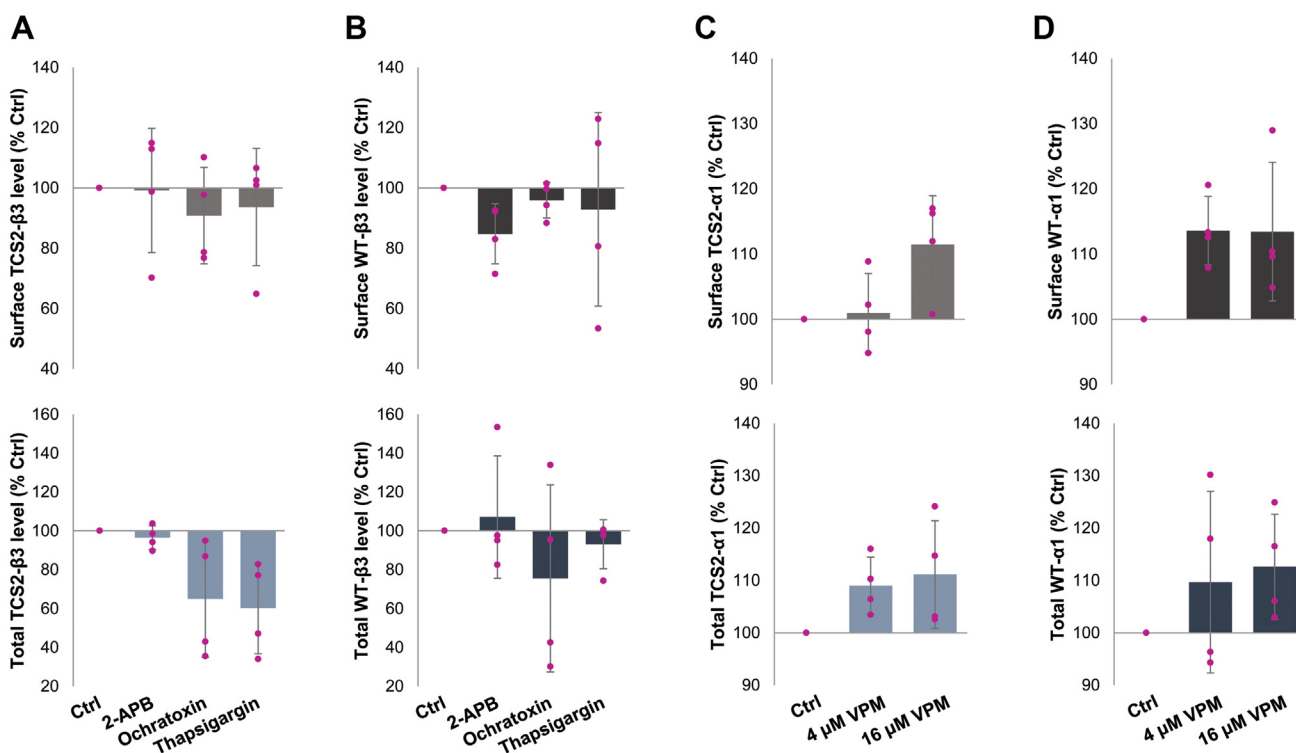 A
B
C
D
Surface TCS2-β3 level (% Ctrl)
140
120
100
80
60
40
Surface WT-β3 level (% Ctrl)
140
120
100
80
60
40
Surface TCS2-α1 (% Ctrl)
140
130
120
110
100
90
Surface WT-α1 (% Ctrl)
140
130
120
110
100
90
Total TCS2-β3 level (% Ctrl)
160
140
120
100
80
60
40
20
Ctrl
2-APB
Ochratoxin
Thapsigargin
Total WT-β3 level (% Ctrl)
160
140
120
100
80
60
40
20
Ctrl
2-APB
Ochratoxin
Thapsigargin
Total TCS2-α1 (% Ctrl)
140
130
120
110
100
90
Ctrl
4 µM VPM
16 µM VPM
Total WT-α1 (% Ctrl)
140
130
120
110
100
90
Ctrl
4 µM VPM
16 µM VPM